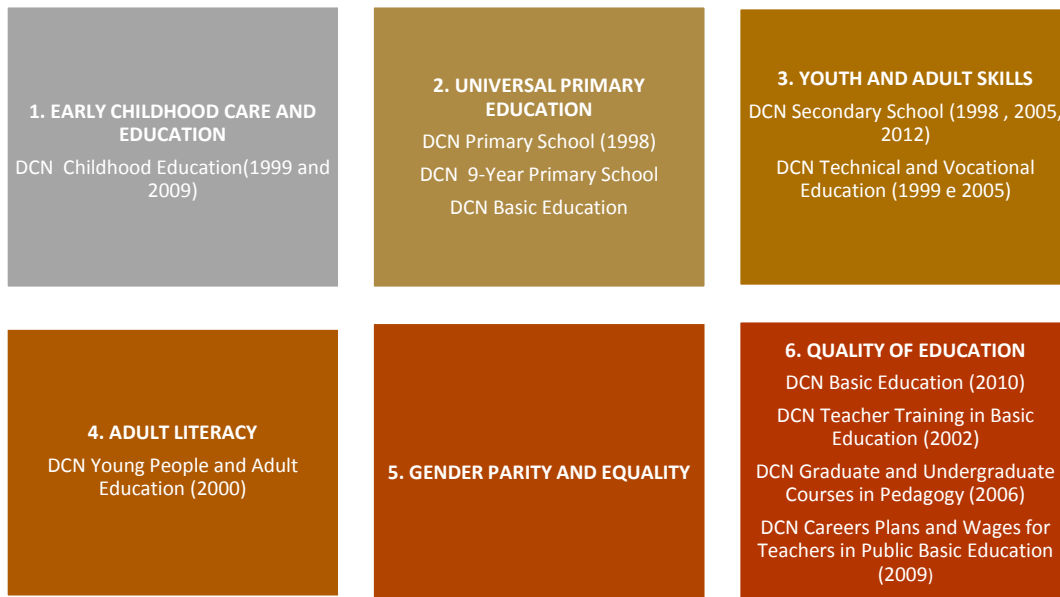 1. EARLY CHILDHOOD CARE AND
EDUCATION
DCN  Childhood Education(1999 and
2009)
2. UNIVERSAL PRIMARY
EDUCATION
DCN Primary School (1998)
DCN  9-Year Primary School
DCN Basic Education
3. YOUTH AND ADULT SKILLS
DCN Secondary School (1998 , 2005,
2012)
DCN Technical and Vocational
Education (1999 e 2005)
4. ADULT LITERACY
DCN Young People and Adult
Education (2000)
5. GENDER PARITY AND EQUALITY
6. QUALITY OF EDUCATION
DCN Basic Education (2010)
DCN Teacher Training in Basic
Education (2002)
DCN Graduate and Undergraduate
Courses in Pedagogy (2006)
DCN Careers Plans and Wages for
Teachers in Public Basic Education
(2009)